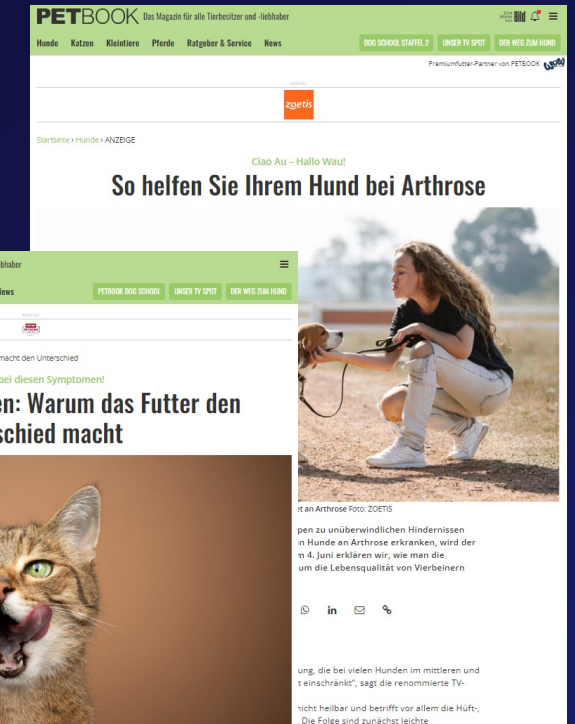 PETBOOK Das Magazin für alle Tierbesitzer und -liebhaber
Bild
Hunde Katzen Kleintiere Pferde Ratgeber & Service News
DOG SCHOOL STAFFEL 2 UNSER TV SPOT DER WEG ZUM HUND
Premiumfutter-Partner von PETBOOK
ANZEIGE
zoetis
Startseite › Hunde › ANZEIGE
Ciao Au – Hallo Wau!
So helfen Sie Ihrem Hund bei Arthrose
et an Arthrose Foto: ZOETIS
pen zu unüberwindlichen Hindernissen
n Hunde an Arthrose erkranken, wird der
m 4. Juni erklären wir, wie man die
um die Lebensqualität von Vierbeinern
ung, die bei vielen Hunden im mittleren und
t einschränkt", sagt die renommierte TV-
nicht heilbar und betrifft vor allem die Hüft-,
. Die Folge sind zunächst leichte
ebhaber
News
PETBOOK DOG SCHOOL UNSER TV SPOT DER WEG ZUM HUND
ANZEIGE
macht den Unterschied
bei diesen Symptomen!
en: Warum das Futter den
schied macht